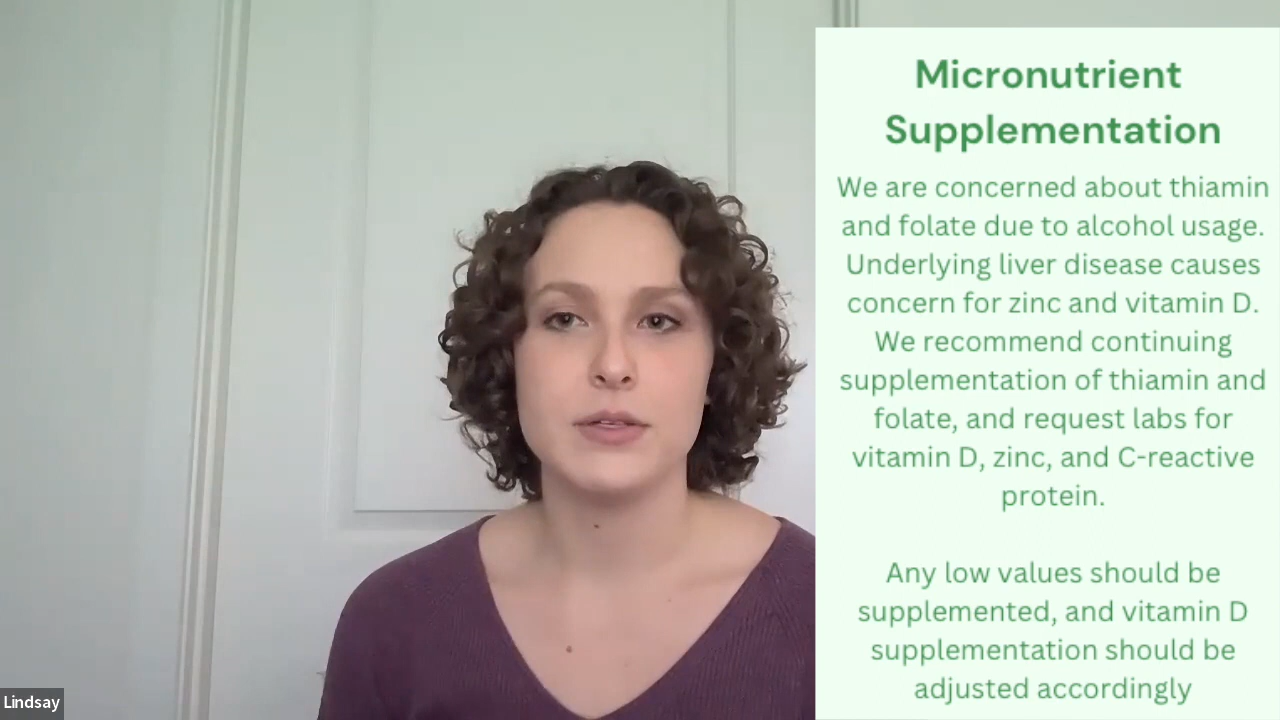 Micronutrient
Supplementation
We are concerned about thiamin
and folate due to alcohol usage.
Underlying liver disease causes
concern for zinc and vitamin D.
We recommend continuing
supplementation of thiamin and
folate, and request labs for
vitamin D, zinc, and C-reactive
protein.
Any low values should be
supplemented, and vitamin D
supplementation should be
adjusted accordingly
Lindsay